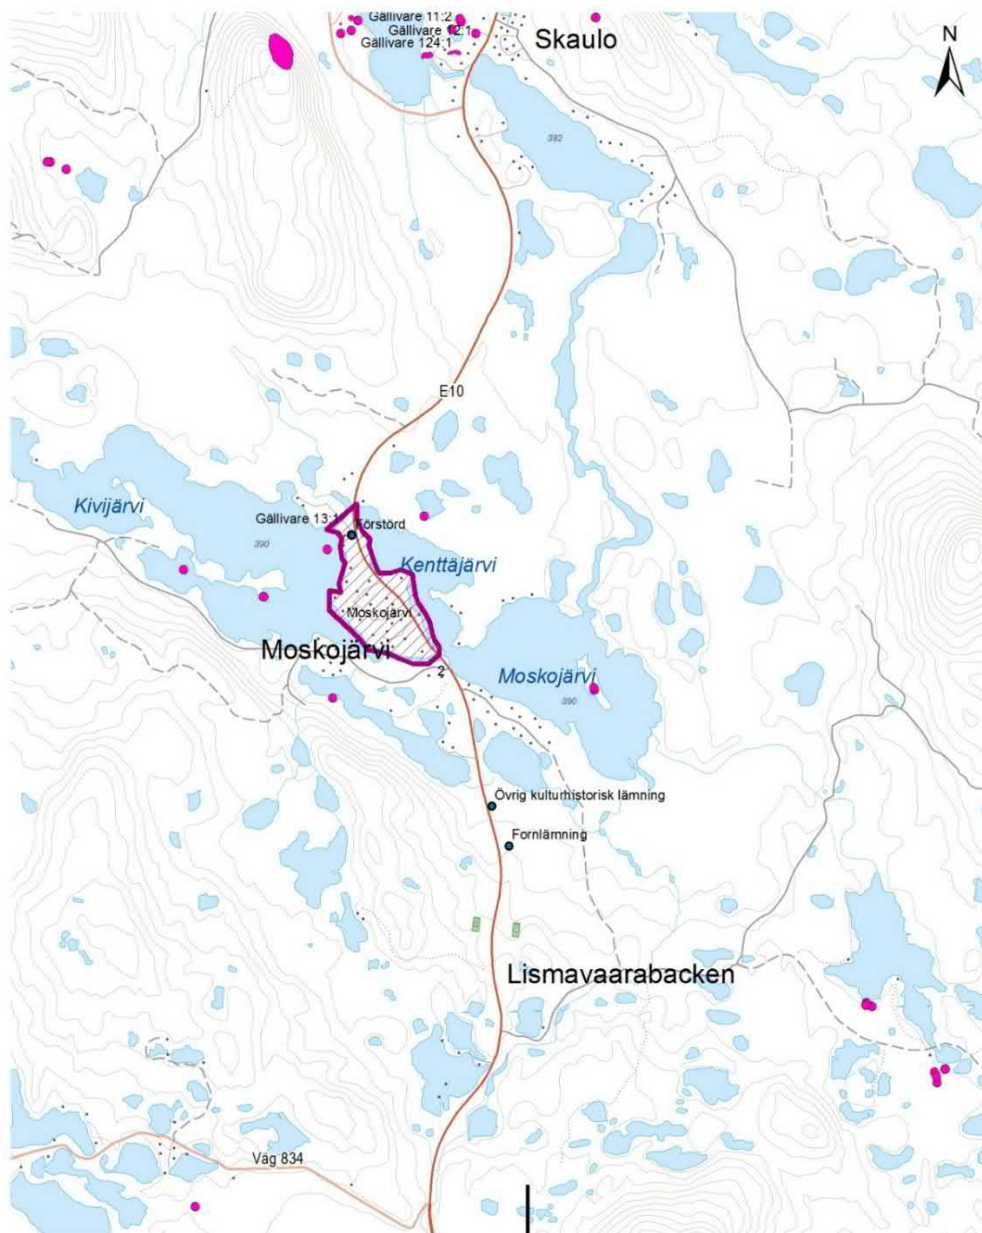 Gällivare 11:2
Gällivare 12:1
Gällivare 124:1
Skaulo
N
382
E10
Kivijärvi
Gällivare 13:1
Förstörd
390
Kenttäjärvi
Moskojärvi
Moskojärvi
2
Moskojärvi
390
Övrig kulturhistorisk lämning
Fornlämning
Lismavaarabacken
Väg 834